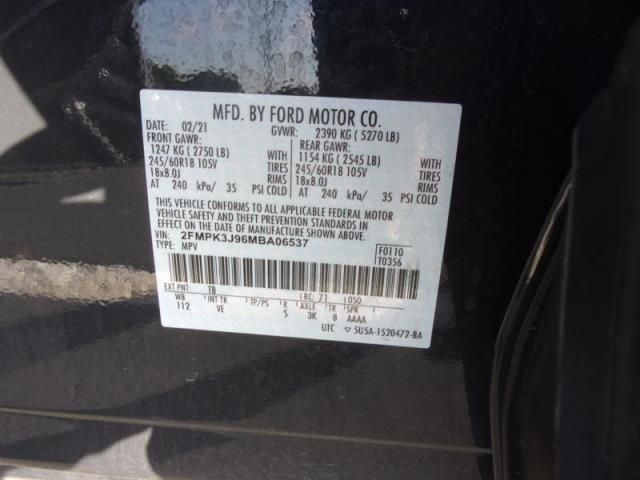 MFD. BY FORD MOTOR CO.
DATE: 02/21 GVWR: 2390 KG ( 5270 LB)
FRONT GAWR: REAR GAWR:
1247 KG ( 2750 LB) WITH 1154 KG ( 2545 LB) WITH
245/60R18 105V TIRES 245/60R18 105V TIRES
18x8.0J RIMS 18x8.0J RIMS
AT 240 kPa/ 35 PSI COLD AT 240 kPa/ 35 PSI COLD
THIS VEHICLE CONFORMS TO ALL APPLICABLE FEDERAL MOTOR
VEHICLE SAFETY AND THEFT PREVENTION STANDARDS IN
EFFECT ON THE DATE OF MANUFACTURE SHOWN ABOVE.
VIN: 2FMPK3J96MBA06537 F0110
TYPE: MPV T0356
EXT PNT: TB RC: 71 DSO:
WB INT TR TP/PS R AXLE TR SPR
112 VE 5 3K 8 AAAA
UTC 5U5A-1520472-BA